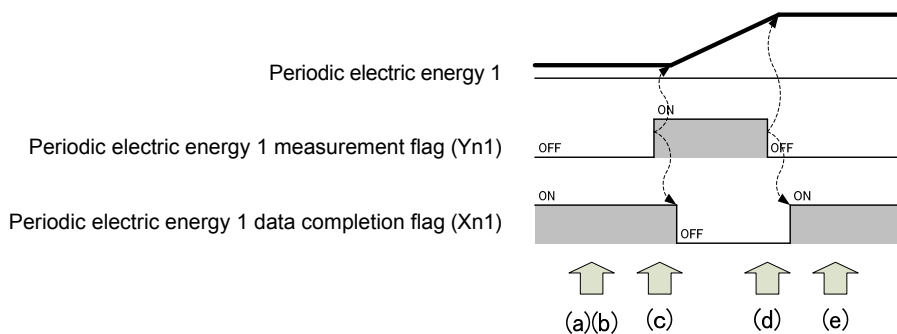 Periodic electric energy 1
ON
Periodic electric energy 1 measurement flag (Yn1)
OFF
OFF
ON
ON
Periodic electric energy 1 data completion flag (Xn1)
OFF
(a)(b) (c) (d) (e)